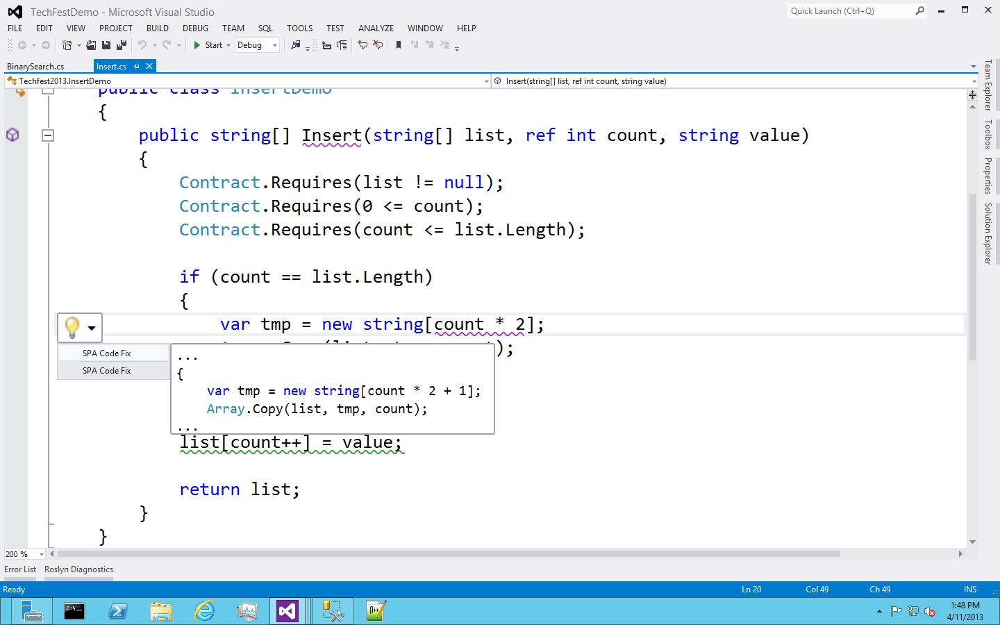 TechFestDemo - Microsoft Visual Studio
Quick Launch (Ctrl+Q)
FILE EDIT VIEW PROJECT BUILD DEBUG TEAM SQL TOOLS TEST ANALYZE WINDOW HELP
Start Debug
BinarySearch.cs Insert.cs
Techfest2013.InsertDemo Insert(string[] list, ref int count, string value)
public class InsertDemo
{
public string[] Insert(string[] list, ref int count, string value)
{
Contract.Requires(list != null);
Contract.Requires(0 <= count);
Contract.Requires(count <= list.Length);
if (count == list.Length)
{
var tmp = new string[count * 2];
);
SPA Code Fix
SPA Code Fix
...
{
var tmp = new string[count * 2 + 1];
Array.Copy(list, tmp, count);
...
list[count++] = value;
return list;
}
}
Team Explorer
Toolbox
Properties
Solution Explorer
200 %
Error List Roslyn Diagnostics
Ready Ln 20 Col 49 Ch 49 INS
C:\_
1:48 PM
4/11/2013